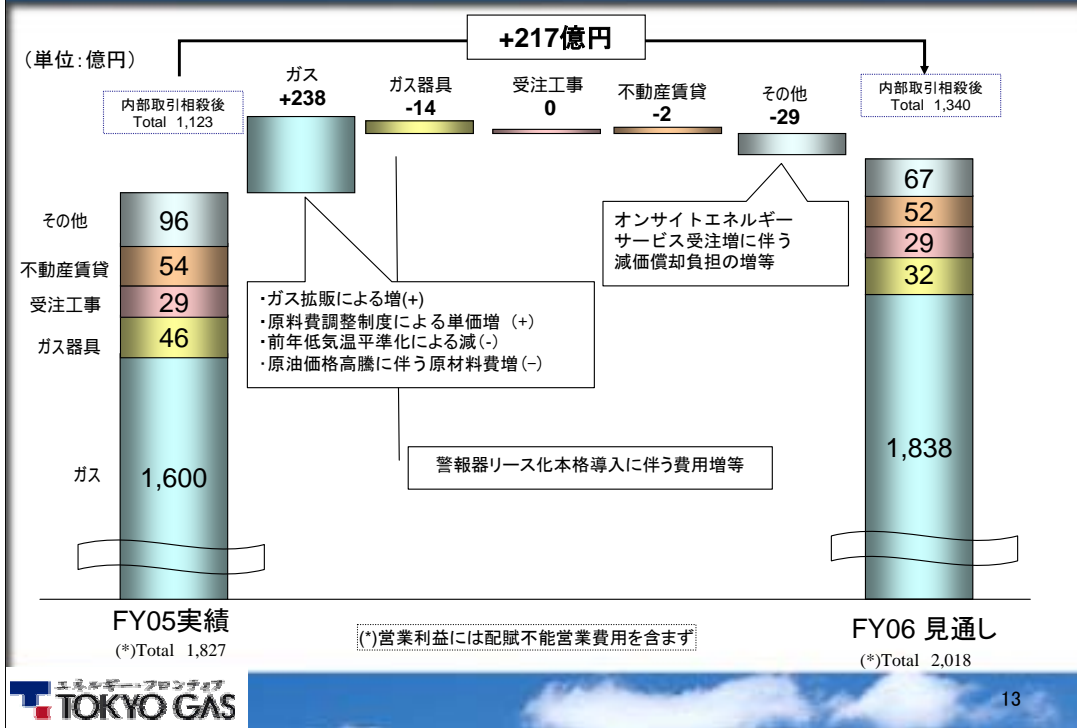 +217億円
(単位:億円)
内部取引相殺後
Total 1,123
ガス
+238
ガス器具
-14
受注工事
0
不動産賃貸
-2
その他
-29
内部取引相殺後
Total 1,340
その他
96
不動産賃貸
54
受注工事
29
ガス器具
46
ガス
1,600
・ガス拡販による増(+)
・原料費調整制度による単価増 (+)
・前年低気温平準化による減(-)
・原油価格高騰に伴う原材料費増(−)
オンサイトエネルギー
サービス受注増に伴う
減価償却負担の増等
警報器リース化本格導入に伴う費用増等
67
52
29
32
1,838
FY05実績
(*)Total 1,827
(*)営業利益には配賦不能営業費用を含まず
FY06 見通し
(*)Total 2,018
エネルギー・フロンティア
TOKYO GAS
13